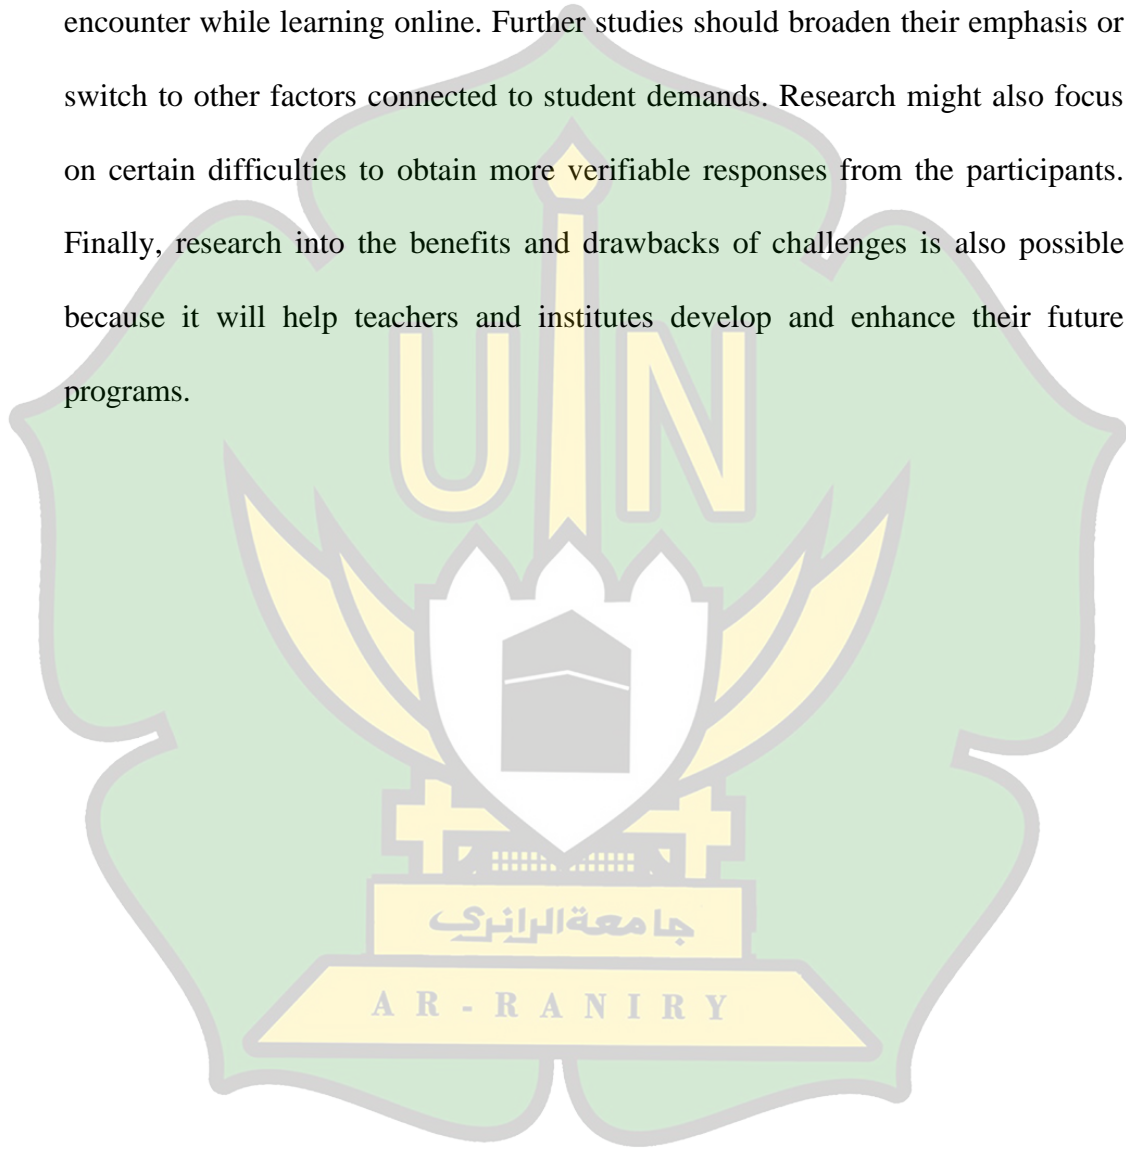 encounter while learning online. Further studies should broaden their emphasis or
switch to other factors connected to student demands. Research might also focus
on certain difficulties to obtain more verifiable responses from the participants.
Finally, research into the benefits and drawbacks of challenges is also possible
because it will help teachers and institutes develop and enhance their future
programs.
UIN
جامعةالرانري
AR-RANIRY